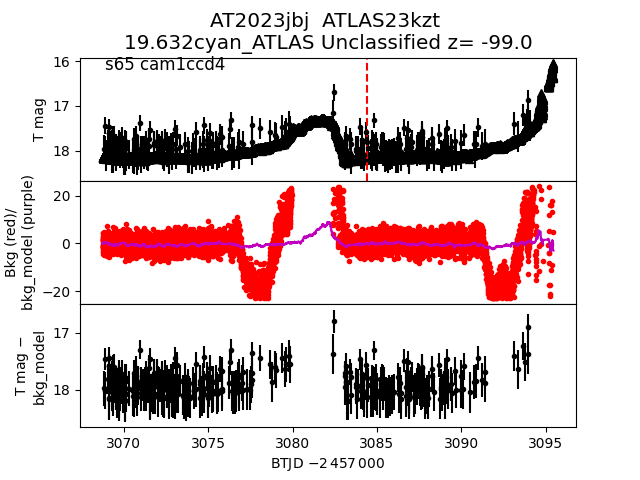 AT2023jbj ATLAS23kzt
19.632cyan_ATLAS Unclassified z= -99.0
s65 cam1ccd4
T mag
16
17
18
Bkg (red)/
bkg_model (purple)
20
0
−20
T mag −
bkg_model
17
18
3070 3075 3080 3085 3090 3095
BTJD −2 457 000